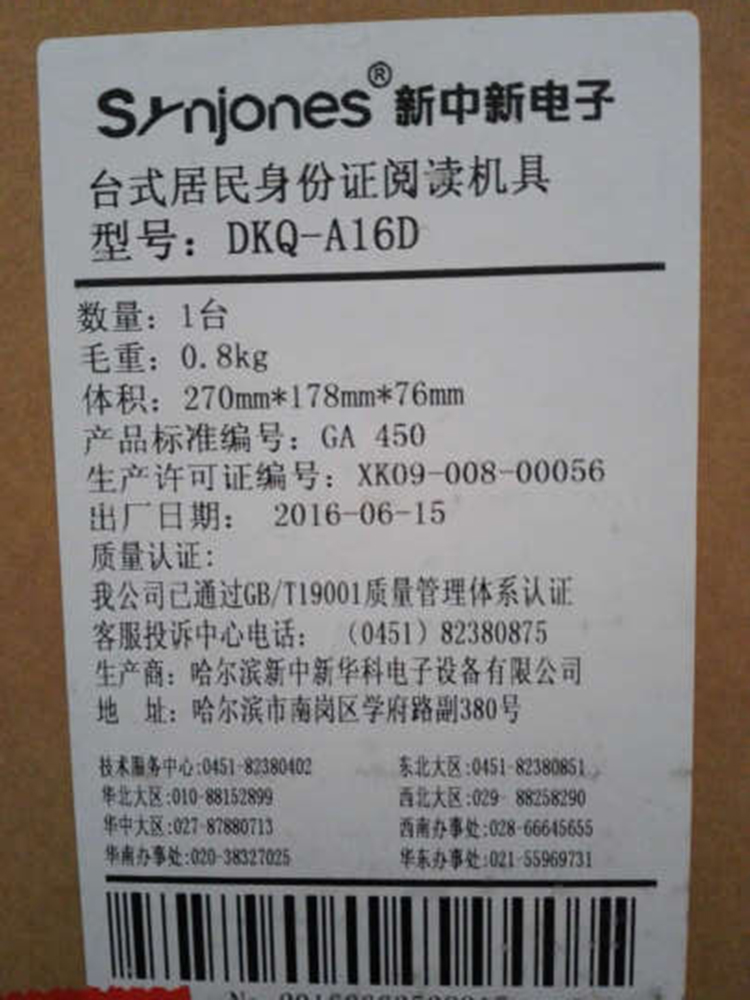 Synjones®新中新电子
台式居民身份证阅读机具
型号：DKQ-A16D
数量：1台
毛重：0.8kg
体积：270mm*178mm*76mm
产品标准编号：GA 450
生产许可证编号：XK09-008-00056
出厂日期： 2016-06-15
质量认证:
我公司已通过GB/T19001质量管理体系认证
客服投诉中心电话：（0451）82380875
生产商：哈尔滨新中新华科电子设备有限公司
地 址：哈尔滨市南岗区学府路副380号
技术服务中心:0451-82380402 东北大区:0451-82380851
华北大区:010-88152899 西北大区:029- 88258290
华中大区:027-87880713 西南办事处:028-66645655
华南办事处:020-38327025 华东办事处:021-55969731